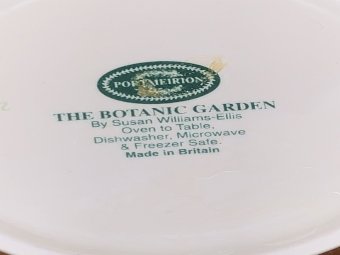 PORTMEIRION
THE BOTANIC GARDEN
By Susan Williams-Ellis
Oven to Table,
Dishwasher, Microwave
& Freezer Safe.
Made in Britain